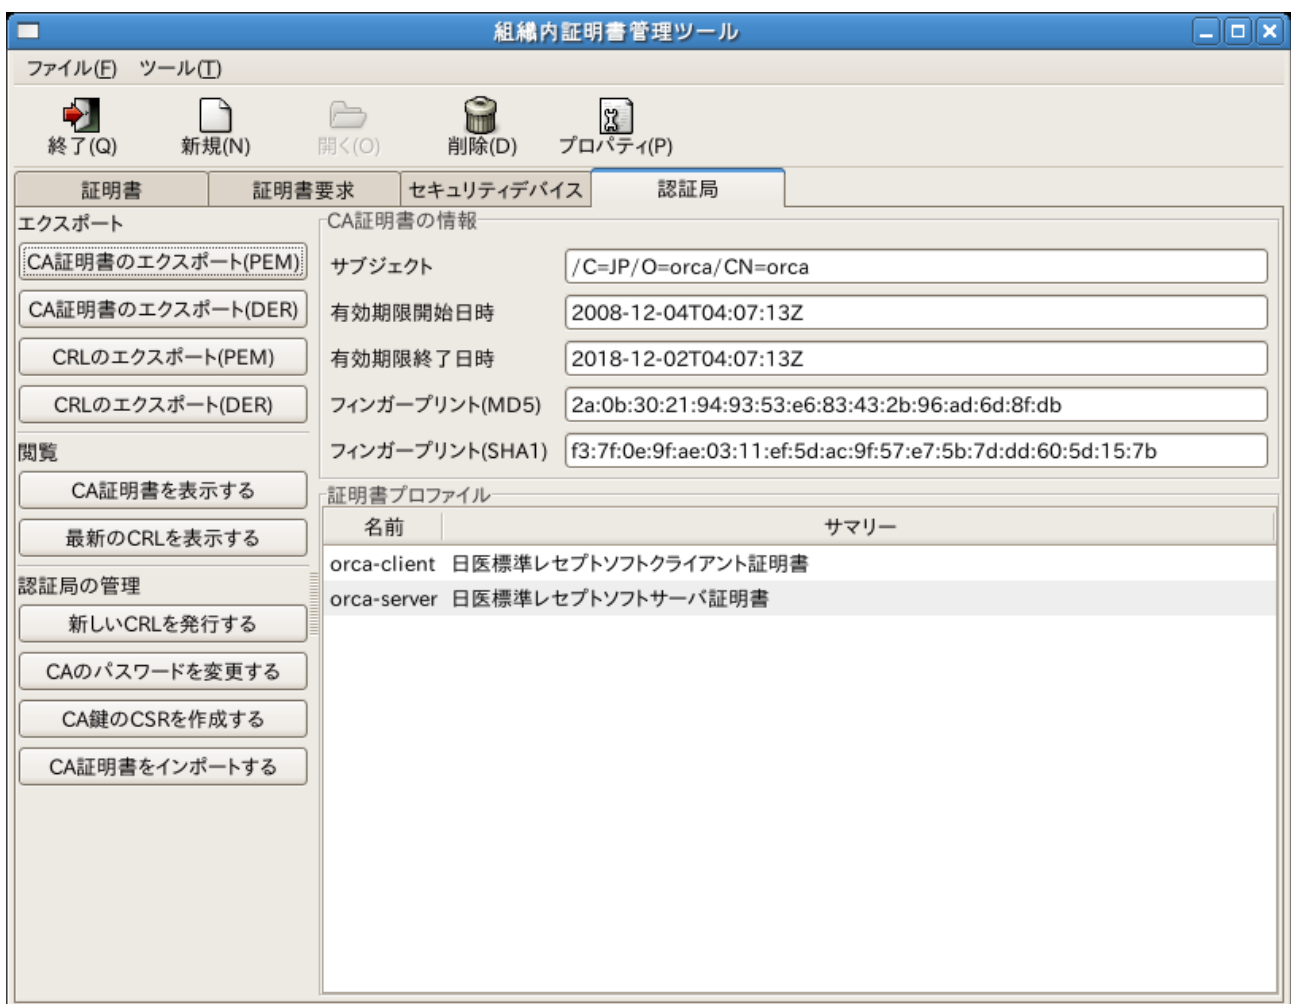 組織内証明書管理ツール
ファイル(F) ツール(T)
終了(Q) 新規(N) 開く(O) 削除(D) プロパティ(P)
証明書 証明書要求 セキュリティデバイス 認証局
エクスポート
CA証明書のエクスポート(PEM)
CA証明書のエクスポート(DER)
CRLのエクスポート(PEM)
CRLのエクスポート(DER)
閲覧
CA証明書を表示する
最新のCRLを表示する
認証局の管理
新しいCRLを発行する
CAのパスワードを変更する
CA鍵のCSRを作成する
CA証明書をインポートする
CA証明書の情報
サブジェクト /C=JP/O=orca/CN=orca
有効期限開始日時 2008-12-04T04:07:13Z
有効期限終了日時 2018-12-02T04:07:13Z
フィンガープリント(MD5) 2a:0b:30:21:94:93:53:e6:83:43:2b:96:ad:6d:8f:db
フィンガープリント(SHA1) f3:7f:0e:9f:ae:03:11:ef:5d:ac:9f:57:e7:5b:7d:dd:60:5d:15:7b
証明書プロファイル
名前 サマリー
orca-client 日医標準レセプトソフトクライアント証明書
orca-server 日医標準レセプトソフトサーバ証明書